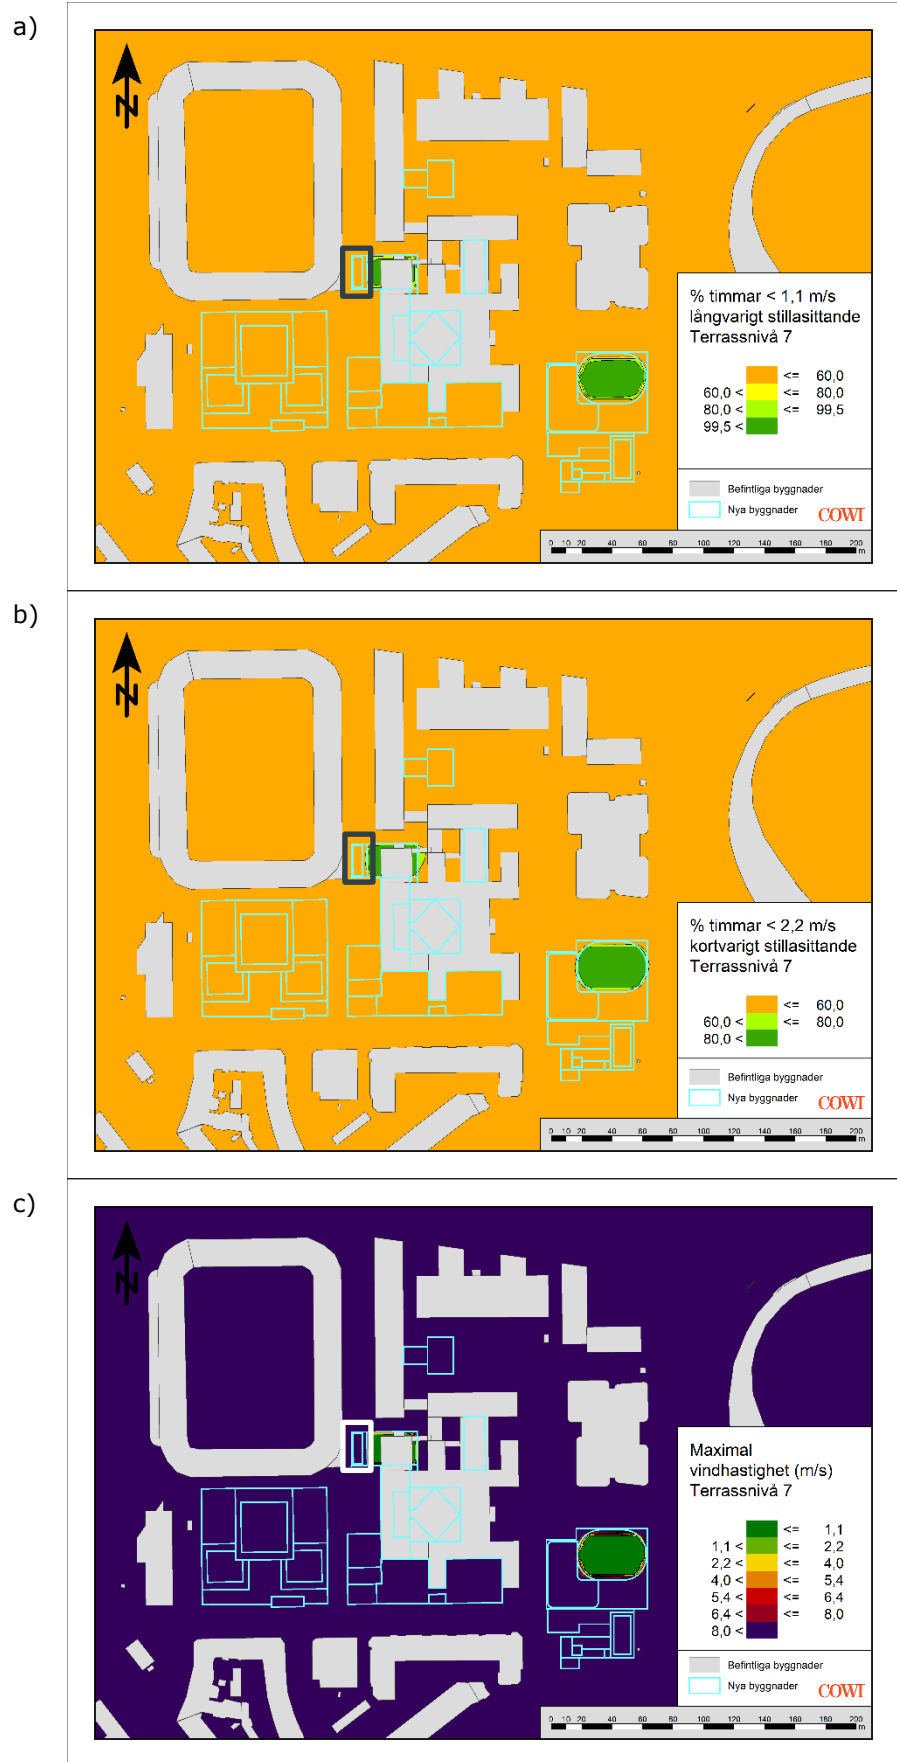 a)
N
% timmar < 1,1 m/s
långvarigt stillasittande
Terrassnivå 7
<= 60,0
60,0 < <= 80,0
80,0 < <= 99,5
99,5 <
Befintliga byggnader
Nya byggnader COWI
0 10 20 40 60 80 100 120 140 160 180 200
m
b)
N
% timmar < 2,2 m/s
kortvarigt stillasittande
Terrassnivå 7
<= 60,0
60,0 < <= 80,0
80,0 <
Befintliga byggnader
Nya byggnader COWI
0 10 20 40 60 80 100 120 140 160 180 200
m
c)
N
Maximal
vindhastighet (m/s)
Terrassnivå 7
<= 1,1
1,1 < <= 2,2
2,2 < <= 4,0
4,0 < <= 5,4
5,4 < <= 6,4
6,4 < <= 8,0
8,0 <
Befintliga byggnader
Nya byggnader COWI
0 10 20 40 60 80 100 120 140 160 180 200
m